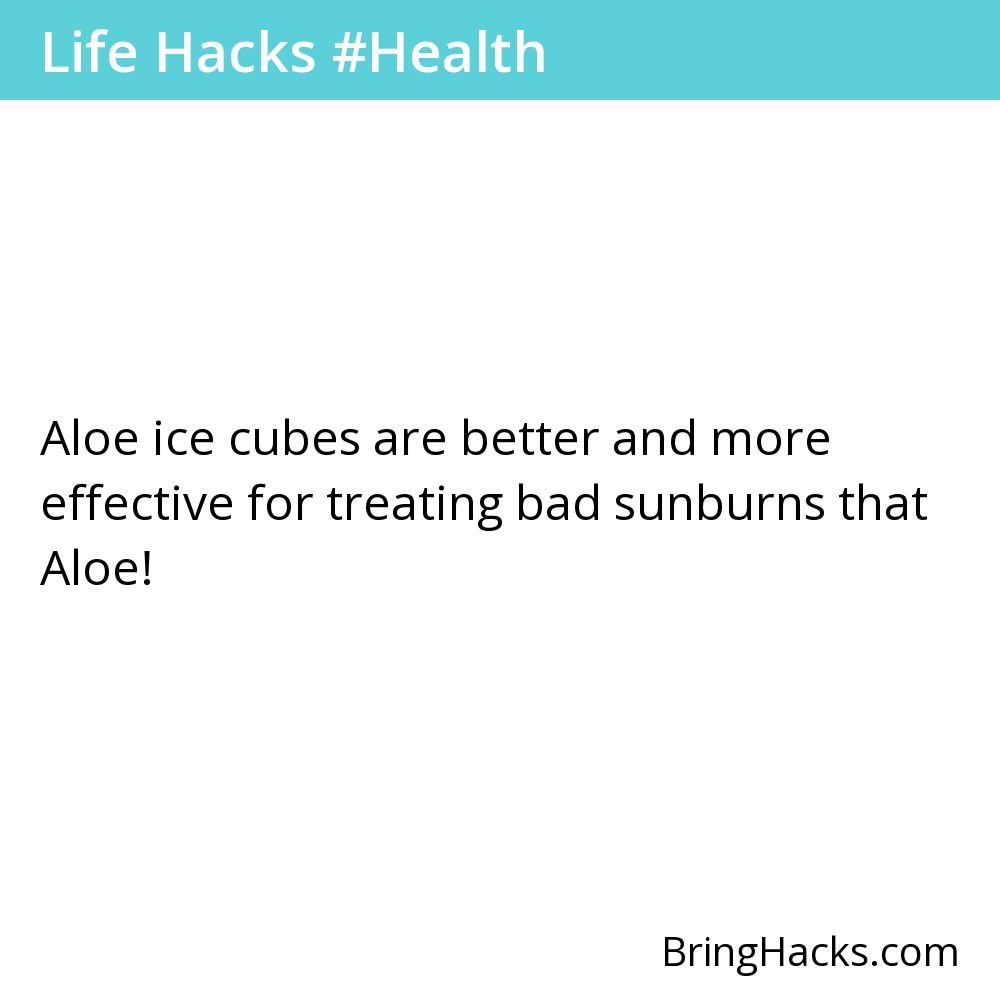 Life Hacks #Health
Aloe ice cubes are better and more
effective for treating bad sunburns that
Aloe!
BringHacks.com